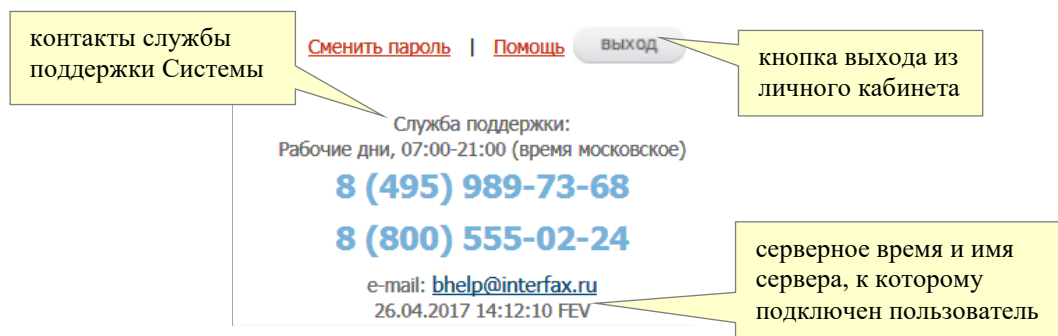 контакты службы
поддержки Системы
Сменить пароль | Помощь выход
кнопка выхода из
личного кабинета
Служба поддержки:
Рабочие дни, 07:00-21:00 (время московское)
8 (495) 989-73-68
8 (800) 555-02-24
e-mail: bhelp@interfax.ru
26.04.2017 14:12:10 FEV
серверное время и имя
сервера, к которому
подключен пользователь